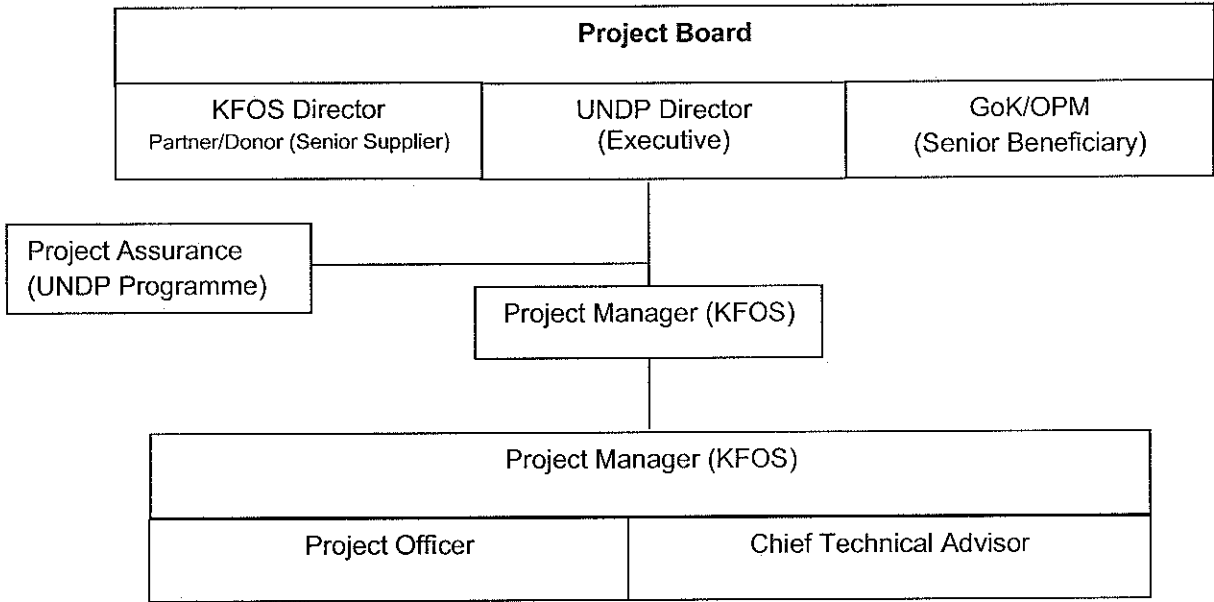 Project Board
KFOS Director
Partner/Donor (Senior Supplier)
UNDP Director
(Executive)
GoK/OPM
(Senior Beneficiary)
Project Assurance
(UNDP Programme)
Project Manager (KFOS)
Project Manager (KFOS)
Project Officer
Chief Technical Advisor